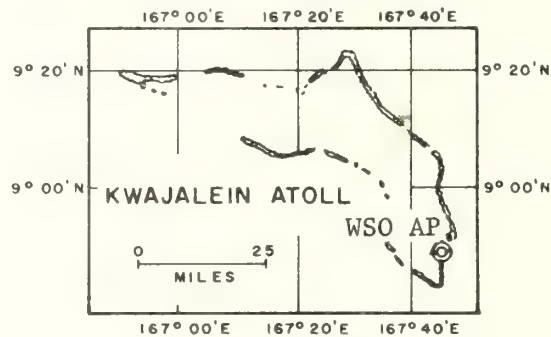 167° 00'E 167° 20'E 167° 40'E
9° 20' N 9° 20' N
9° 00' N 9° 00' N
KWAJALEIN ATOLL
WSO AP
0 25
MILES
167° 00'E 167° 20'E 167° 40'E